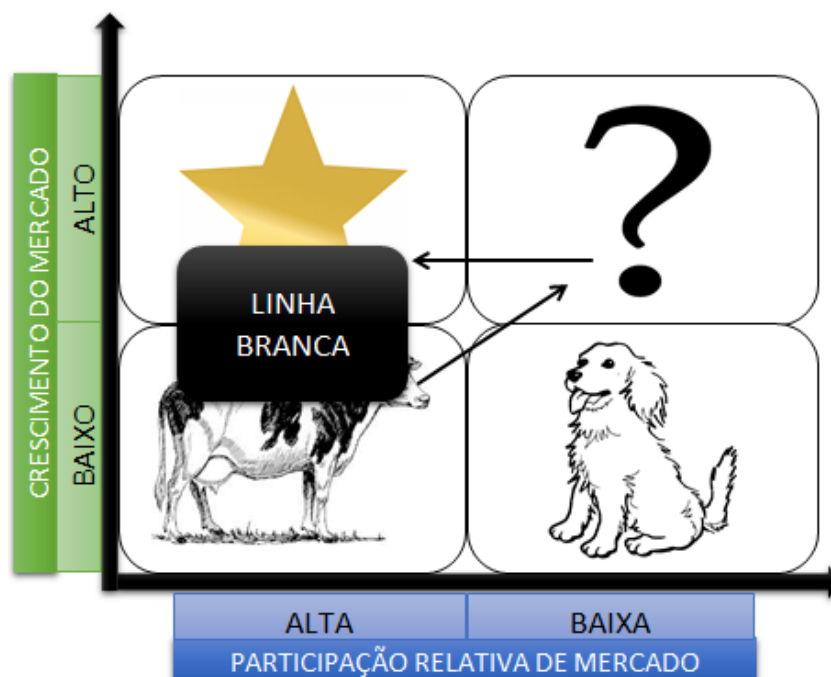 CRESCIMENTO DO MERCADO
ALTO
BAIXO
?
LINHA
BRANCA
ALTA
BAIXA
PARTICIPAÇÃO RELATIVA DE MERCADO